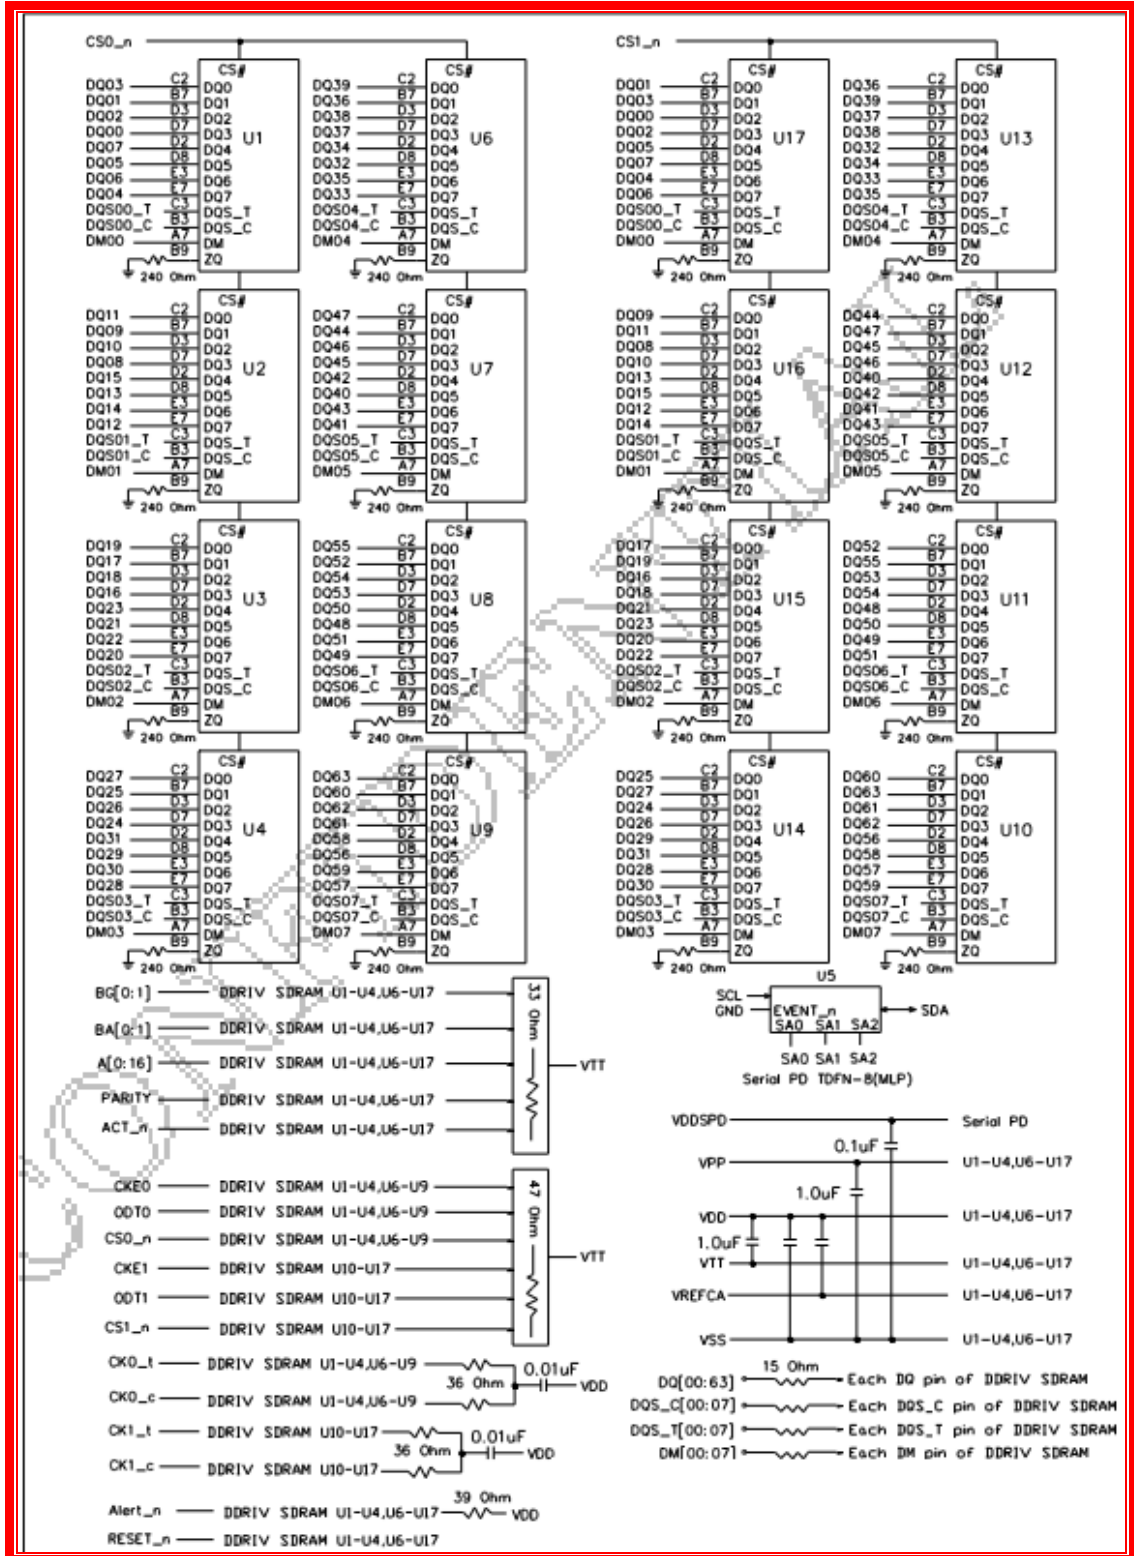 CS0_n
CS#
DQ03 C2 DQ0
DQ01 B7 DQ1
DQ02 D3 DQ2
DQ00 D7 DQ3
DQ07 D2 DQ4
DQ05 D8 DQ5
DQ06 E3 DQ6
DQ04 E7 DQ7
DQS00_T C3 DQS_T
DQS00_C B3 DQS_C
DM00 A7 DM
B9 ZQ
240 Ohm
U1
CS#
DQ39 C2 DQ0
DQ36 B7 DQ1
DQ38 D3 DQ2
DQ37 D7 DQ3
DQ34 D2 DQ4
DQ32 D8 DQ5
DQ35 E3 DQ6
DQ33 E7 DQ7
DQS04_T C3 DQS_T
DQS04_C B3 DQS_C
DM04 A7 DM
B9 ZQ
240 Ohm
U6
CS#
DQ11 C2 DQ0
DQ09 B7 DQ1
DQ10 D3 DQ2
DQ08 D7 DQ3
DQ15 D2 DQ4
DQ13 D8 DQ5
DQ14 E3 DQ6
DQ12 E7 DQ7
DQS01_T C3 DQS_T
DQS01_C B3 DQS_C
DM01 A7 DM
B9 ZQ
240 Ohm
U2
CS#
DQ47 C2 DQ0
DQ44 B7 DQ1
DQ46 D3 DQ2
DQ45 D7 DQ3
DQ42 D2 DQ4
DQ40 D8 DQ5
DQ43 E3 DQ6
DQ41 E7 DQ7
DQS05_T C3 DQS_T
DQS05_C B3 DQS_C
DM05 A7 DM
B9 ZQ
240 Ohm
U7
CS#
DQ19 C2 DQ0
DQ17 B7 DQ1
DQ18 D3 DQ2
DQ16 D7 DQ3
DQ23 D2 DQ4
DQ21 D8 DQ5
DQ22 E3 DQ6
DQ20 E7 DQ7
DQS02_T C3 DQS_T
DQS02_C B3 DQS_C
DM02 A7 DM
B9 ZQ
240 Ohm
U3
CS#
DQ55 C2 DQ0
DQ52 B7 DQ1
DQ54 D3 DQ2
DQ53 D7 DQ3
DQ50 D2 DQ4
DQ48 D8 DQ5
DQ51 E3 DQ6
DQ49 E7 DQ7
DQS06_T C3 DQS_T
DQS06_C B3 DQS_C
DM06 A7 DM
B9 ZQ
240 Ohm
U8
CS#
DQ27 C2 DQ0
DQ25 B7 DQ1
DQ26 D3 DQ2
DQ24 D7 DQ3
DQ31 D2 DQ4
DQ29 D8 DQ5
DQ30 E3 DQ6
DQ28 E7 DQ7
DQS03_T C3 DQS_T
DQS03_C B3 DQS_C
DM03 A7 DM
B9 ZQ
240 Ohm
U4
CS#
DQ63 C2 DQ0
DQ60 B7 DQ1
DQ62 D3 DQ2
DQ61 D7 DQ3
DQ58 D2 DQ4
DQ56 D8 DQ5
DQ59 E3 DQ6
DQ57 E7 DQ7
DQS07_T C3 DQS_T
DQS07_C B3 DQS_C
DM07 A7 DM
B9 ZQ
240 Ohm
U9
CS1_n
CS#
DQ01 C2 DQ0
DQ03 B7 DQ1
DQ00 D3 DQ2
DQ02 D7 DQ3
DQ05 D2 DQ4
DQ07 D8 DQ5
DQ04 E3 DQ6
DQ06 E7 DQ7
DQS00_T C3 DQS_T
DQS00_C B3 DQS_C
DM00 A7 DM
B9 ZQ
240 Ohm
U17
CS#
DQ36 C2 DQ0
DQ39 B7 DQ1
DQ37 D3 DQ2
DQ38 D7 DQ3
DQ32 D2 DQ4
DQ34 D8 DQ5
DQ33 E3 DQ6
DQ35 E7 DQ7
DQS04_T C3 DQS_T
DQS04_C B3 DQS_C
DM04 A7 DM
B9 ZQ
240 Ohm
U13
CS#
DQ09 C2 DQ0
DQ11 B7 DQ1
DQ08 D3 DQ2
DQ10 D7 DQ3
DQ13 D2 DQ4
DQ15 D8 DQ5
DQ12 E3 DQ6
DQ14 E7 DQ7
DQS01_T C3 DQS_T
DQS01_C B3 DQS_C
DM01 A7 DM
B9 ZQ
240 Ohm
U16
CS#
DQ44 C2 DQ0
DQ47 B7 DQ1
DQ45 D3 DQ2
DQ46 D7 DQ3
DQ40 D2 DQ4
DQ42 D8 DQ5
DQ41 E3 DQ6
DQ43 E7 DQ7
DQS05_T C3 DQS_T
DQS05_C B3 DQS_C
DM05 A7 DM
B9 ZQ
240 Ohm
U12
CS#
DQ17 C2 DQ0
DQ19 B7 DQ1
DQ16 D3 DQ2
DQ18 D7 DQ3
DQ21 D2 DQ4
DQ23 D8 DQ5
DQ20 E3 DQ6
DQ22 E7 DQ7
DQS02_T C3 DQS_T
DQS02_C B3 DQS_C
DM02 A7 DM
B9 ZQ
240 Ohm
U15
CS#
DQ52 C2 DQ0
DQ55 B7 DQ1
DQ53 D3 DQ2
DQ54 D7 DQ3
DQ48 D2 DQ4
DQ50 D8 DQ5
DQ49 E3 DQ6
DQ51 E7 DQ7
DQS06_T C3 DQS_T
DQS06_C B3 DQS_C
DM06 A7 DM
B9 ZQ
240 Ohm
U11
CS#
DQ25 C2 DQ0
DQ27 B7 DQ1
DQ24 D3 DQ2
DQ26 D7 DQ3
DQ29 D2 DQ4
DQ31 D8 DQ5
DQ28 E3 DQ6
DQ30 E7 DQ7
DQS03_T C3 DQS_T
DQS03_C B3 DQS_C
DM03 A7 DM
B9 ZQ
240 Ohm
U14
CS#
DQ60 C2 DQ0
DQ63 B7 DQ1
DQ61 D3 DQ2
DQ62 D7 DQ3
DQ56 D2 DQ4
DQ58 D8 DQ5
DQ57 E3 DQ6
DQ59 E7 DQ7
DQS07_T C3 DQS_T
DQS07_C B3 DQS_C
DM07 A7 DM
B9 ZQ
240 Ohm
U10
BG[0:1] DDRIV SDRAM U1-U4,U6-U17
BA[0:1] DDRIV SDRAM U1-U4,U6-U17
A[0:16] DDRIV SDRAM U1-U4,U6-U17
PARITY DDRIV SDRAM U1-U4,U6-U17
ACT_n DDRIV SDRAM U1-U4,U6-U17
33 Ohm
VTT
CKE0 DDRIV SDRAM U1-U4,U6-U9
ODT0 DDRIV SDRAM U1-U4,U6-U9
CS0_n DDRIV SDRAM U1-U4,U6-U9
CKE1 DDRIV SDRAM U10-U17
ODT1 DDRIV SDRAM U10-U17
CS1_n DDRIV SDRAM U10-U17
47 Ohm
VTT
CK0_t DDRIV SDRAM U1-U4,U6-U9
36 Ohm 0.01uF VDD
CK0_c DDRIV SDRAM U1-U4,U6-U9
CK1_t DDRIV SDRAM U10-U17
36 Ohm 0.01uF VDD
CK1_c DDRIV SDRAM U10-U17
39 Ohm
Alert_n DDRIV SDRAM U1-U4,U6-U17 VDD
RESET_n DDRIV SDRAM U1-U4,U6-U17
U5
SCL
GND EVENT_n SDA
SA0 SA1 SA2
SA0 SA1 SA2
Serial PD TDFN-8(MLP)
VDDSPD Serial PD
0.1uF
VPP U1-U4,U6-U17
1.0uF
VDD U1-U4,U6-U17
1.0uF
VTT U1-U4,U6-U17
VREFCA U1-U4,U6-U17
VSS U1-U4,U6-U17
15 Ohm
DQ[00:63] Each DQ pin of DDRIV SDRAM
DQS_C[00:07] Each DQS_C pin of DDRIV SDRAM
DQS_T[00:07] Each DQS_T pin of DDRIV SDRAM
DM[00:07] Each DM pin of DDRIV SDRAM